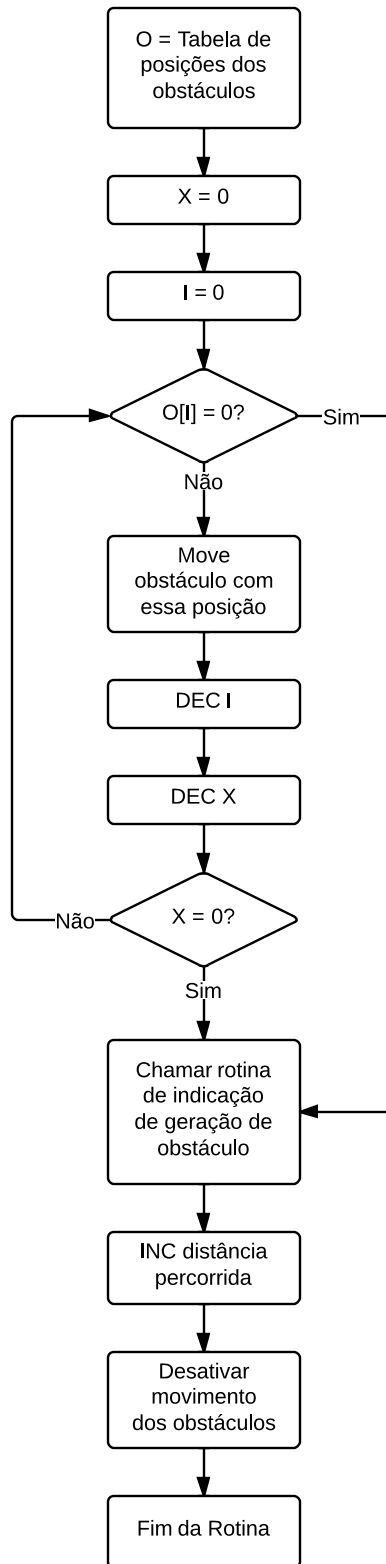 O = Tabela de
posições dos
obstáculos
X = 0
I = 0
O[I] = 0?
Sim
Não
Move
obstáculo com
essa posição
DEC I
DEC X
X = 0?
Não
Sim
Chamar rotina
de indicação
de geração de
obstáculo
INC distância
percorrida
Desativar
movimento
dos obstáculos
Fim da Rotina